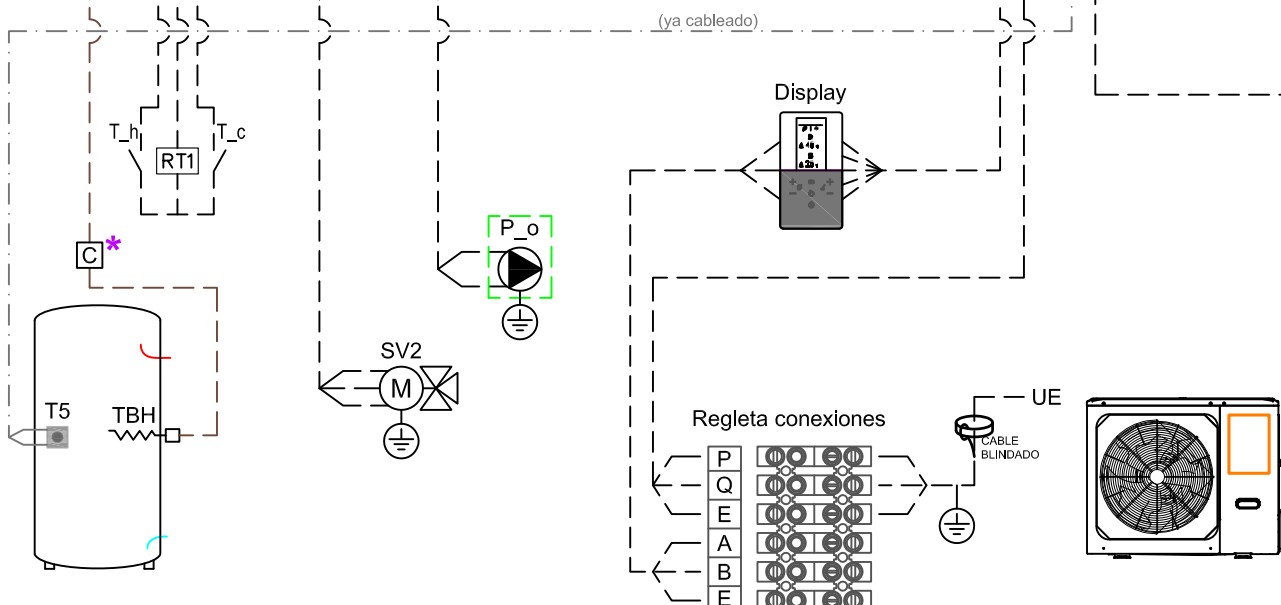 (ya cableado)
Display
T_h
T_c
RT1
P_o
C *
SV2
M
UE
T5
TBH
Regleta conexiones
CABLE
BLINDADO
P
Q
E
A
B
E